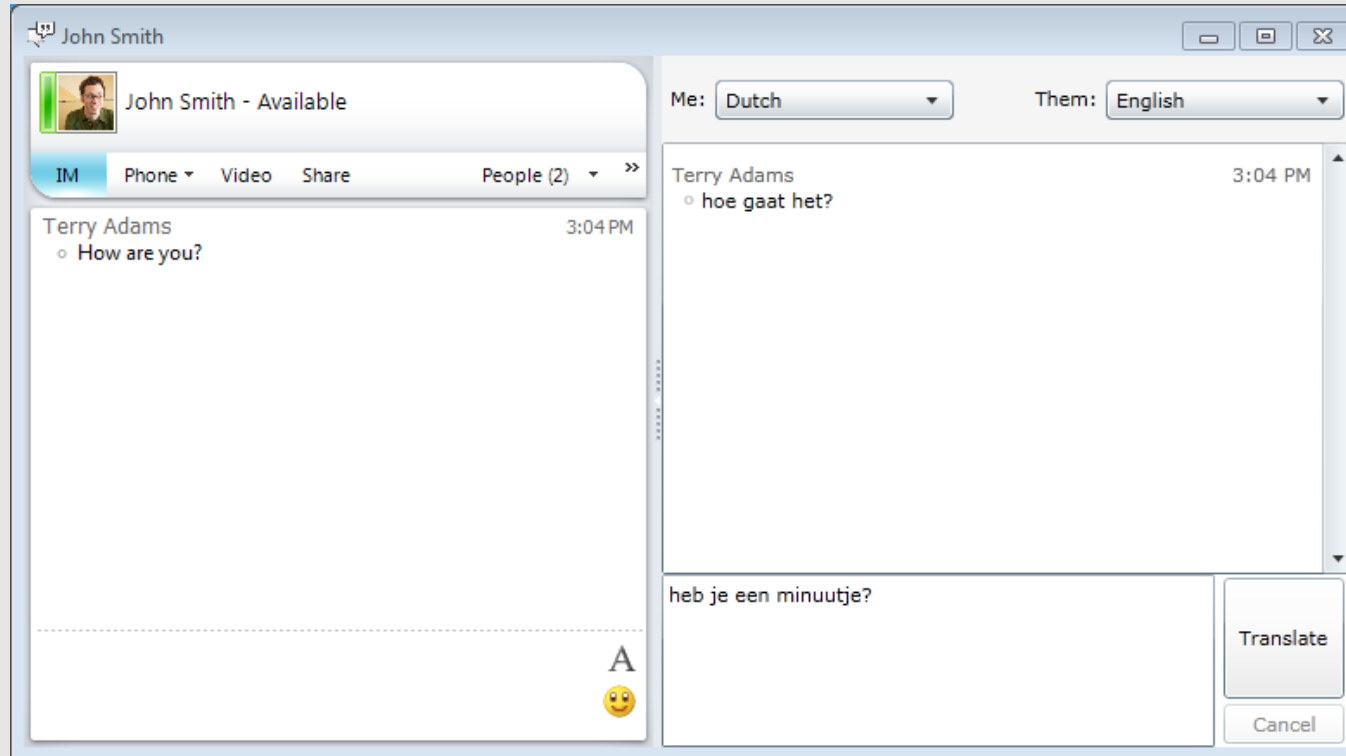 John Smith
John Smith - Available
IM Phone Video Share People (2) »
Terry Adams 3:04 PM
How are you?
A
Me: Dutch Them: English
Terry Adams 3:04 PM
hoe gaat het?
heb je een minuutje?
Translate
Cancel